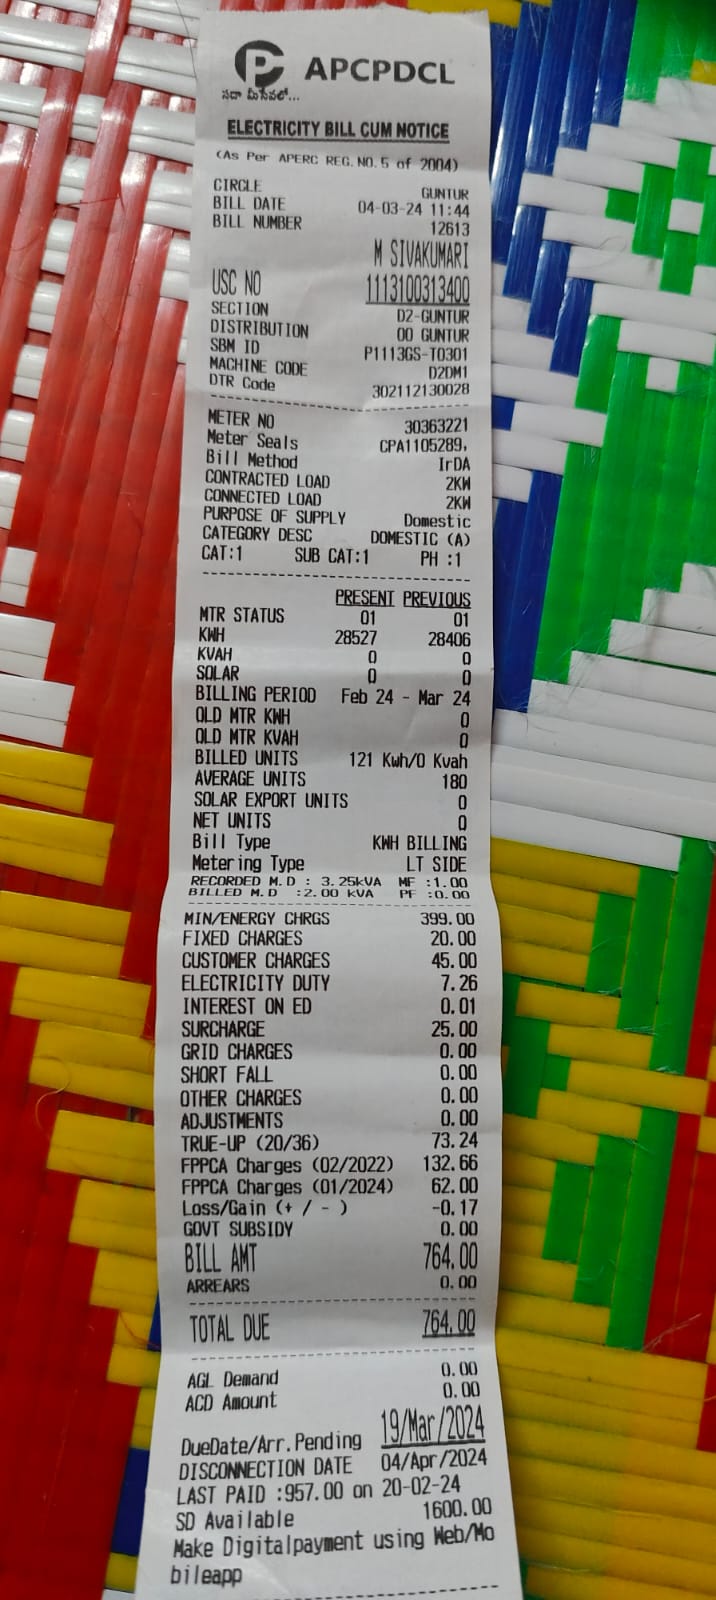 P APCPDCL
సదా మీసేవలో...
ELECTRICITY BILL CUM NOTICE
(As Per APERC REG.NO.5 of 2004)
CIRCLE GUNTUR
BILL DATE 04-03-24 11:44
BILL NUMBER 12613
M SIVAKUMARI
USC NO 1113100313400
SECTION D2-GUNTUR
DISTRIBUTION 00 GUNTUR
SBM ID P1113GS-T0301
MACHINE CODE D2DM1
DTR Code 302112130028
METER NO 30363221
Meter Seals CPA1105289,
Bill Method IrDA
CONTRACTED LOAD 2KW
CONNECTED LOAD 2KW
PURPOSE OF SUPPLY Domestic
CATEGORY DESC DOMESTIC (A)
CAT:1 SUB CAT:1 PH :1
PRESENT PREVIOUS
MTR STATUS 01 01
KWH 28527 28406
KVAH 0 0
SOLAR 0 0
BILLING PERIOD Feb 24 - Mar 24
OLD MTR KWH 0
OLD MTR KVAH 0
BILLED UNITS 121 Kwh/0 Kvah
AVERAGE UNITS 180
SOLAR EXPORT UNITS 0
NET UNITS 0
Bill Type KWH BILLING
Metering Type LT SIDE
RECORDED M.D : 3.25kVA MF :1.00
BILLED M.D :2.00 kVA PF :0.00
MIN/ENERGY CHRGS 399.00
FIXED CHARGES 20.00
CUSTOMER CHARGES 45.00
ELECTRICITY DUTY 7.26
INTEREST ON ED 0.01
SURCHARGE 25.00
GRID CHARGES 0.00
SHORT FALL 0.00
OTHER CHARGES 0.00
ADJUSTMENTS 0.00
TRUE-UP (20/36) 73.24
FPPCA Charges (02/2022) 132.66
FPPCA Charges (01/2024) 62.00
Loss/Gain (+ / - ) -0.17
GOVT SUBSIDY 0.00
BILL AMT 764.00
ARREARS 0.00
TOTAL DUE 764.00
AGL Demand 0.00
ACD Amount 0.00
DueDate/Arr.Pending 19/Mar/2024
DISCONNECTION DATE 04/Apr/2024
LAST PAID :957.00 on 20-02-24
SD Available 1600.00
Make Digitalpayment using Web/Mo
bileapp